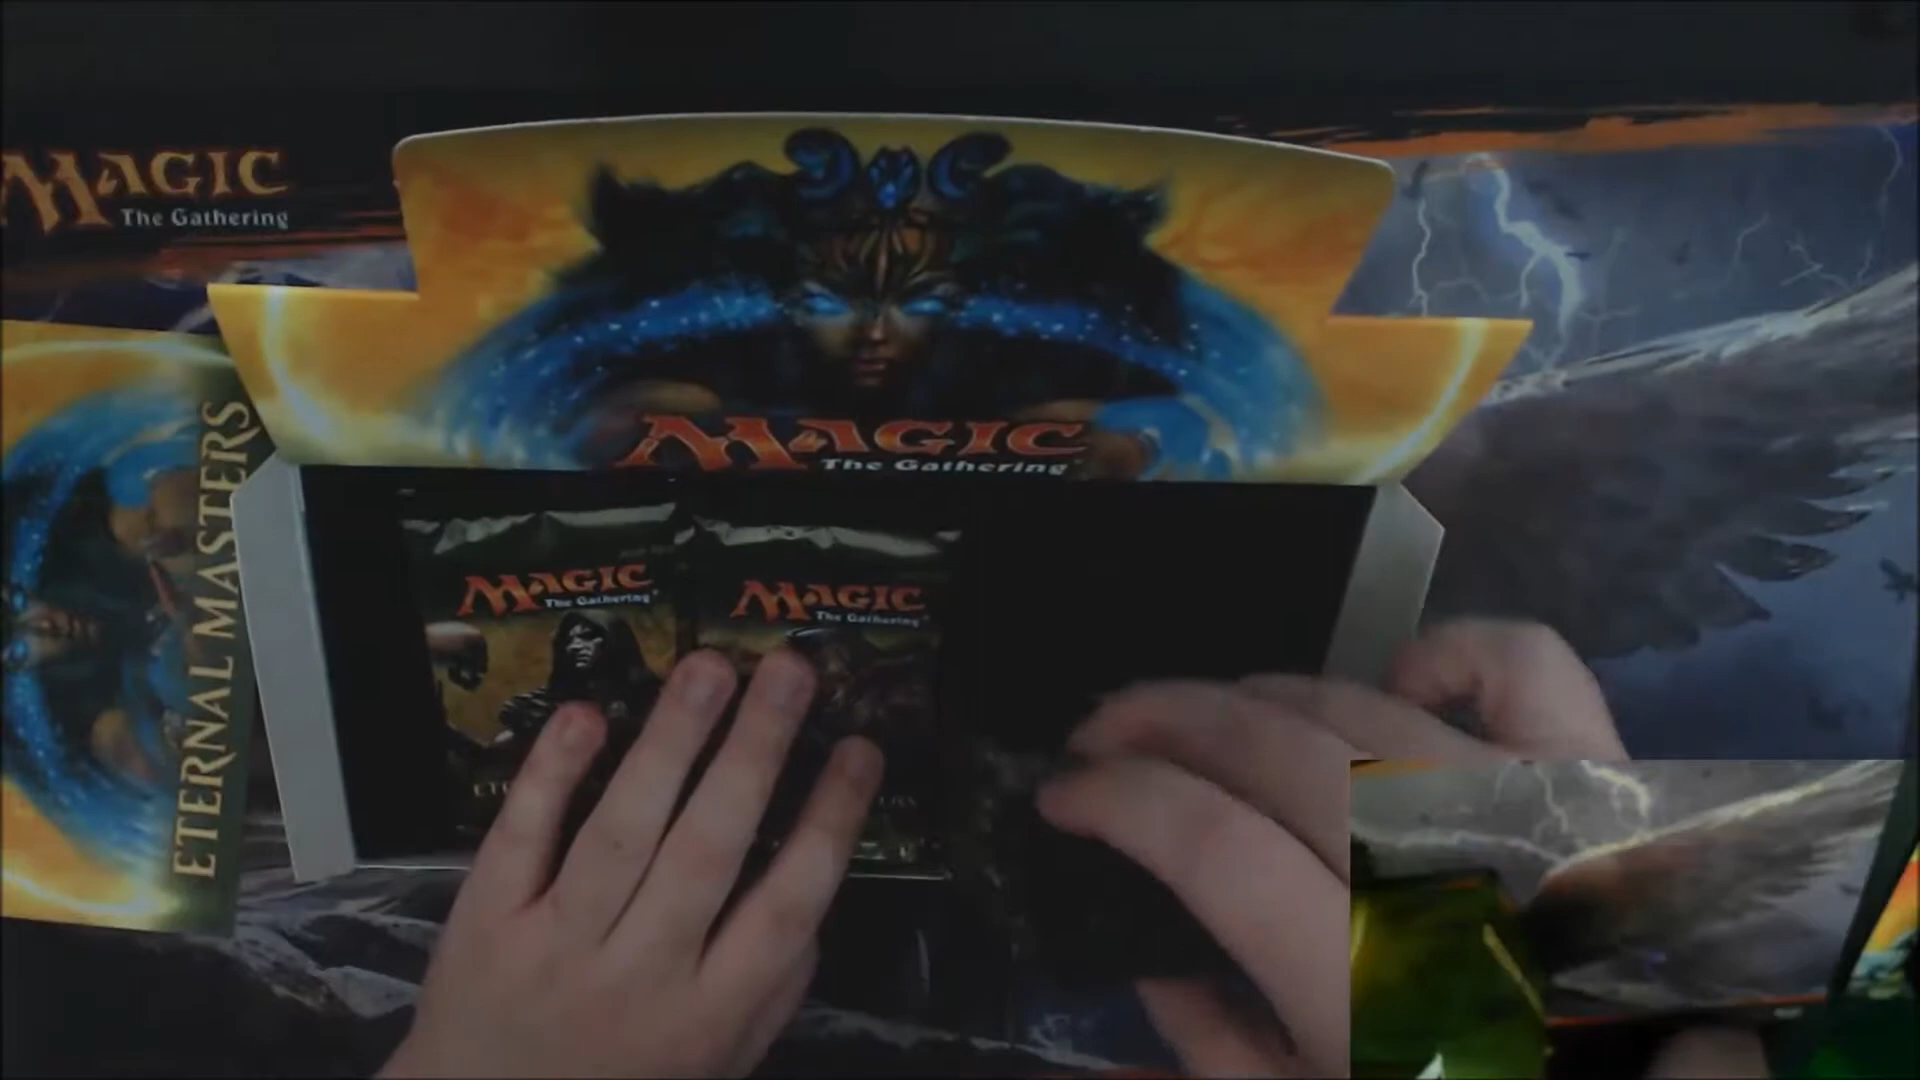 MAGIC
The Gathering
MAGIC
The Gathering
ETERNAL MASTERS
MAGIC
The Gathering
MAGIC
The Gathering